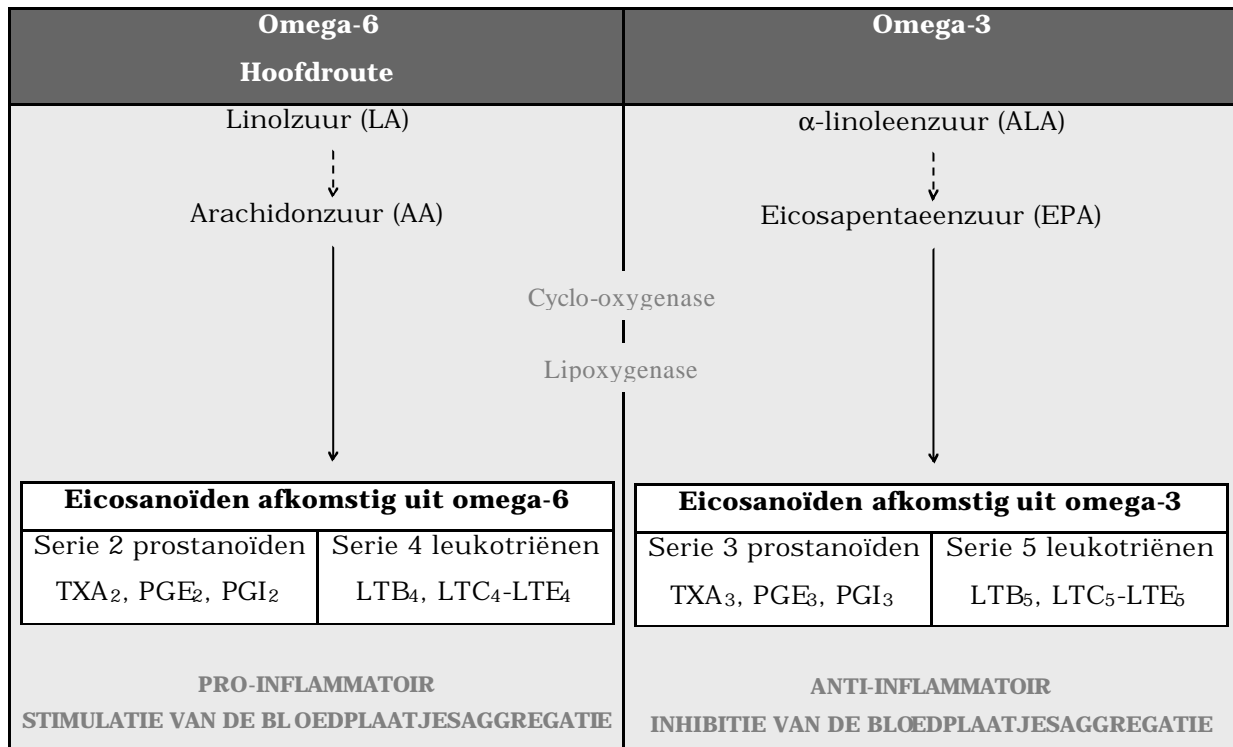 Omega-6
Hoofdroute
Omega-3
Linolzuur (LA)
α-linoleenzuur (ALA)
Arachidonzuur (AA)
Eicosapentaeenzuur (EPA)
Cyclo-oxygenase
Lipoxygenase
Eicosanoïden afkomstig uit omega-6
Serie 2 prostanoïden
Serie 4 leukotriënen
TXA₂, PGE₂, PGI₂
LTB₄, LTC₄-LTE₄
Eicosanoïden afkomstig uit omega-3
Serie 3 prostanoïden
Serie 5 leukotriënen
TXA₃, PGE₃, PGI₃
LTB₅, LTC₅-LTE₅
PRO-INFLAMMATOIR
STIMULATIE VAN DE BLOEDPLAATJESAGGREGATIE
ANTI-INFLAMMATOIR
INHIBITIE VAN DE BLOEDPLAATJESAGGREGATIE